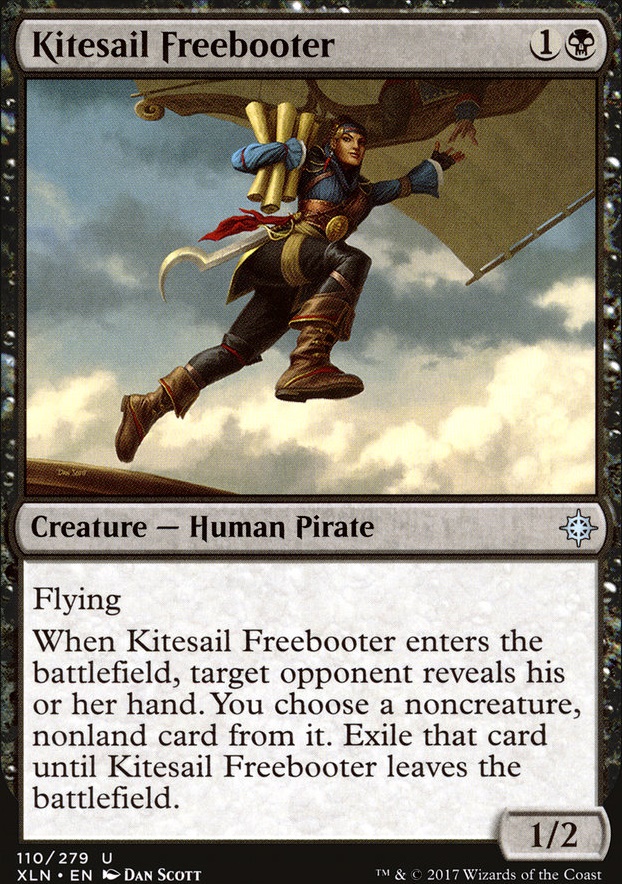 Kitesail Freebooter 1
Dan Scott
Creature — Human Pirate
Flying
When Kitesail Freebooter enters the
battlefield, target opponent reveals his
or her hand. You choose a noncreature,
nonland card from it. Exile that card
until Kitesail Freebooter leaves the
battlefield.
1/2
110/279 U
XLN • EN Dan Scott ™ & © 2017 Wizards of the Coast